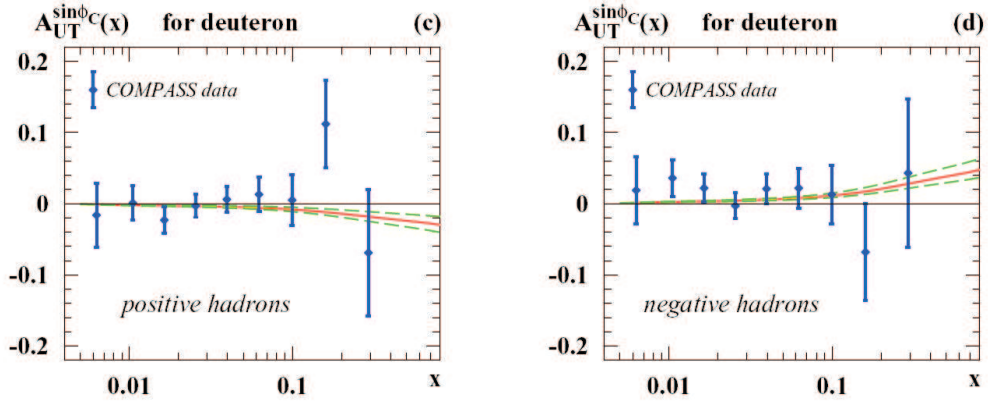 A_UT^sinϕ_C(x) for deuteron (c)
0.2
COMPASS data
0.1
0
-0.1
positive hadrons
-0.2
0.01 0.1 x
A_UT^sinϕ_C(x) for deuteron (d)
0.2
COMPASS data
0.1
0
-0.1
negative hadrons
-0.2
0.01 0.1 x